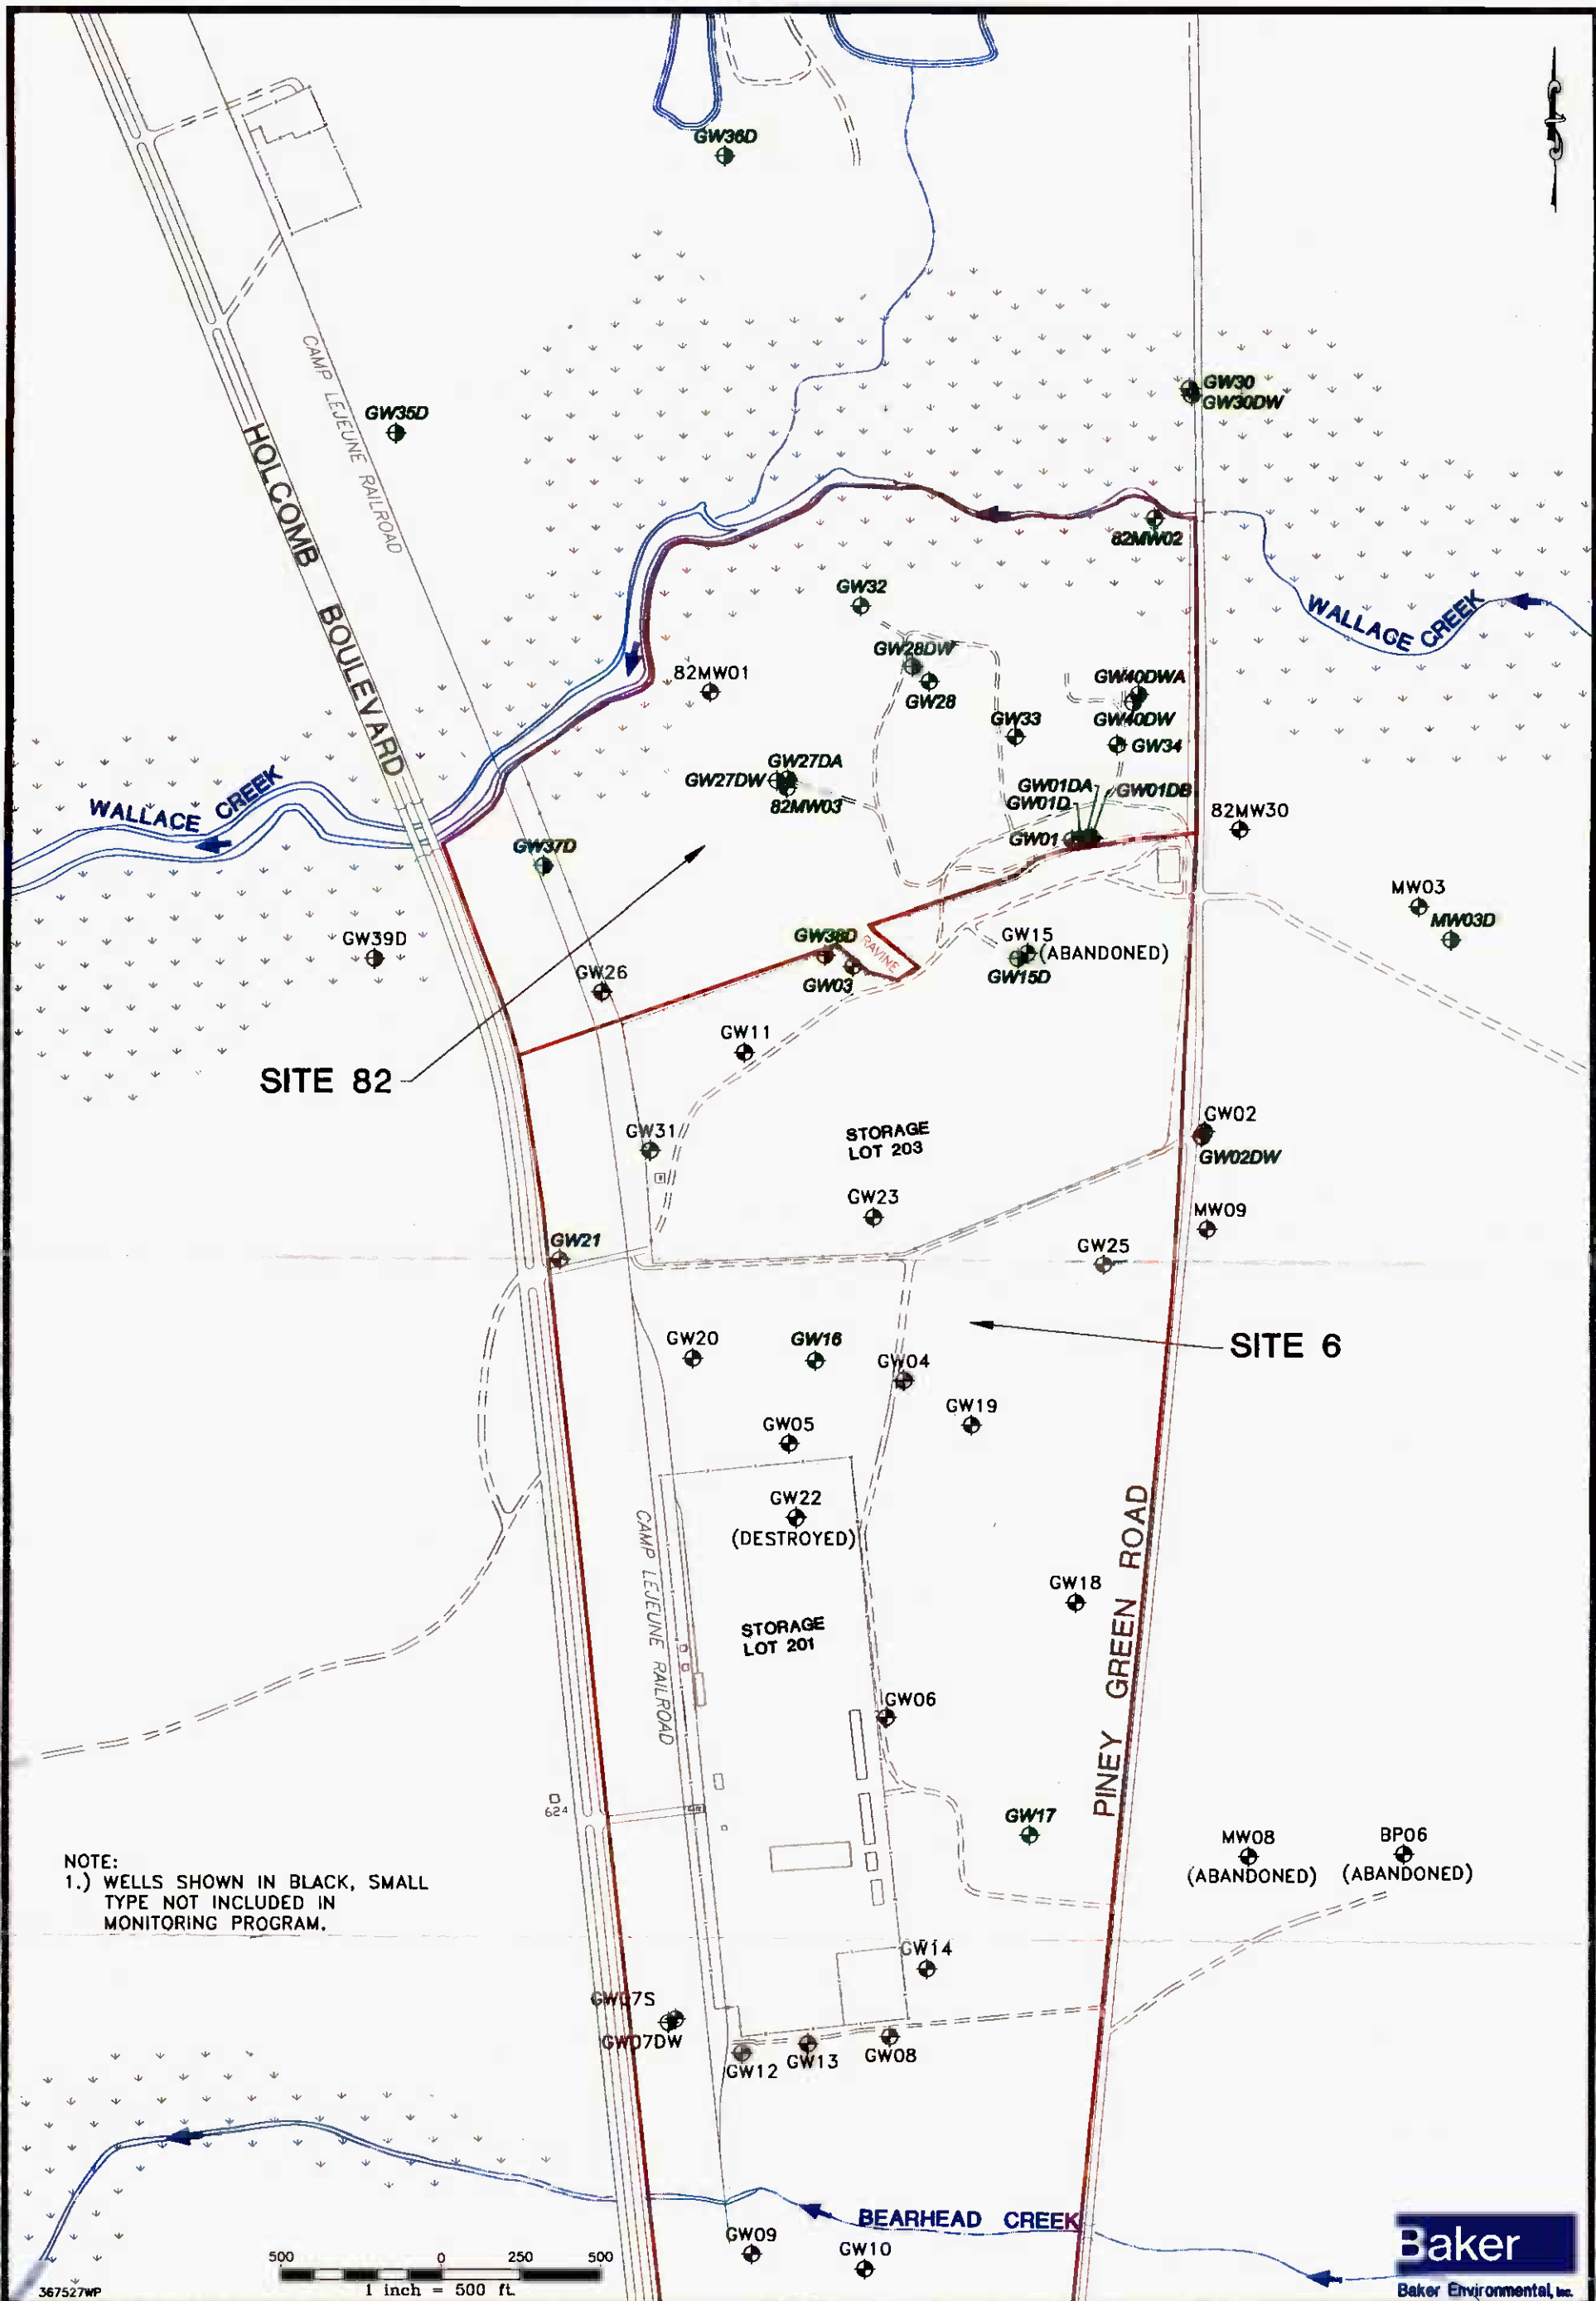 GW36D
CAMP LEJEUNE RAILROAD
GW35D
GW30
GW30DW
HOLCOMB BOULEVARD
82MW02
WALLACE CREEK
GW32
GW28DW
GW28
82MW01
GW40DWA
GW40DW
GW33
GW34
GW27DA
GW27DW
82MW03
GW01DA
GW01DB
GW01D
GW01
82MW30
WALLACE CREEK
GW37D
MW03
MW03D
GW39D
GW38D
RAVINE
GW03
GW15
(ABANDONED)
GW15D
GW26
GW11
SITE 82
GW31
STORAGE
LOT 203
GW02
GW02DW
GW23
MW09
GW21
GW25
SITE 6
GW20
GW16
GW04
GW19
GW05
GW22
(DESTROYED)
CAMP LEJEUNE RAILROAD
PINEY GREEN ROAD
GW18
STORAGE
LOT 201
GW06
624
GW17
MW08
(ABANDONED)
BP06
(ABANDONED)
NOTE:
1.) WELLS SHOWN IN BLACK, SMALL
TYPE NOT INCLUDED IN
MONITORING PROGRAM.
GW14
GW07S
GW07DW
GW12
GW13
GW08
BEARHEAD CREEK
GW09
GW10
500 0 250 500
1 inch = 500 ft.
367527WP
Baker
Baker Environmental, Inc.